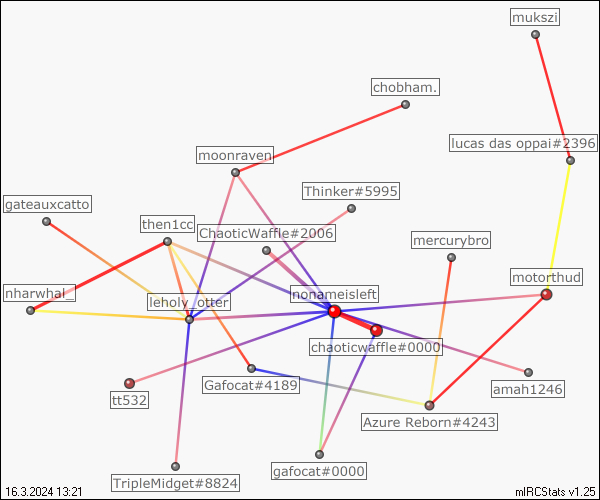 mukszi
chobham.
lucas das oppai#2396
moonraven
Thinker#5995
gateauxcatto
then1cc
ChaoticWaffle#2006
mercurybro
motorthud
nharwhal_
leholy_otter
nonameisleft
chaoticwaffle#0000
Gafocat#4189
amah1246
tt532
Azure Reborn#4243
gafocat#0000
TripleMidget#8824
16.3.2024 13:21
mIRCStats v1.25